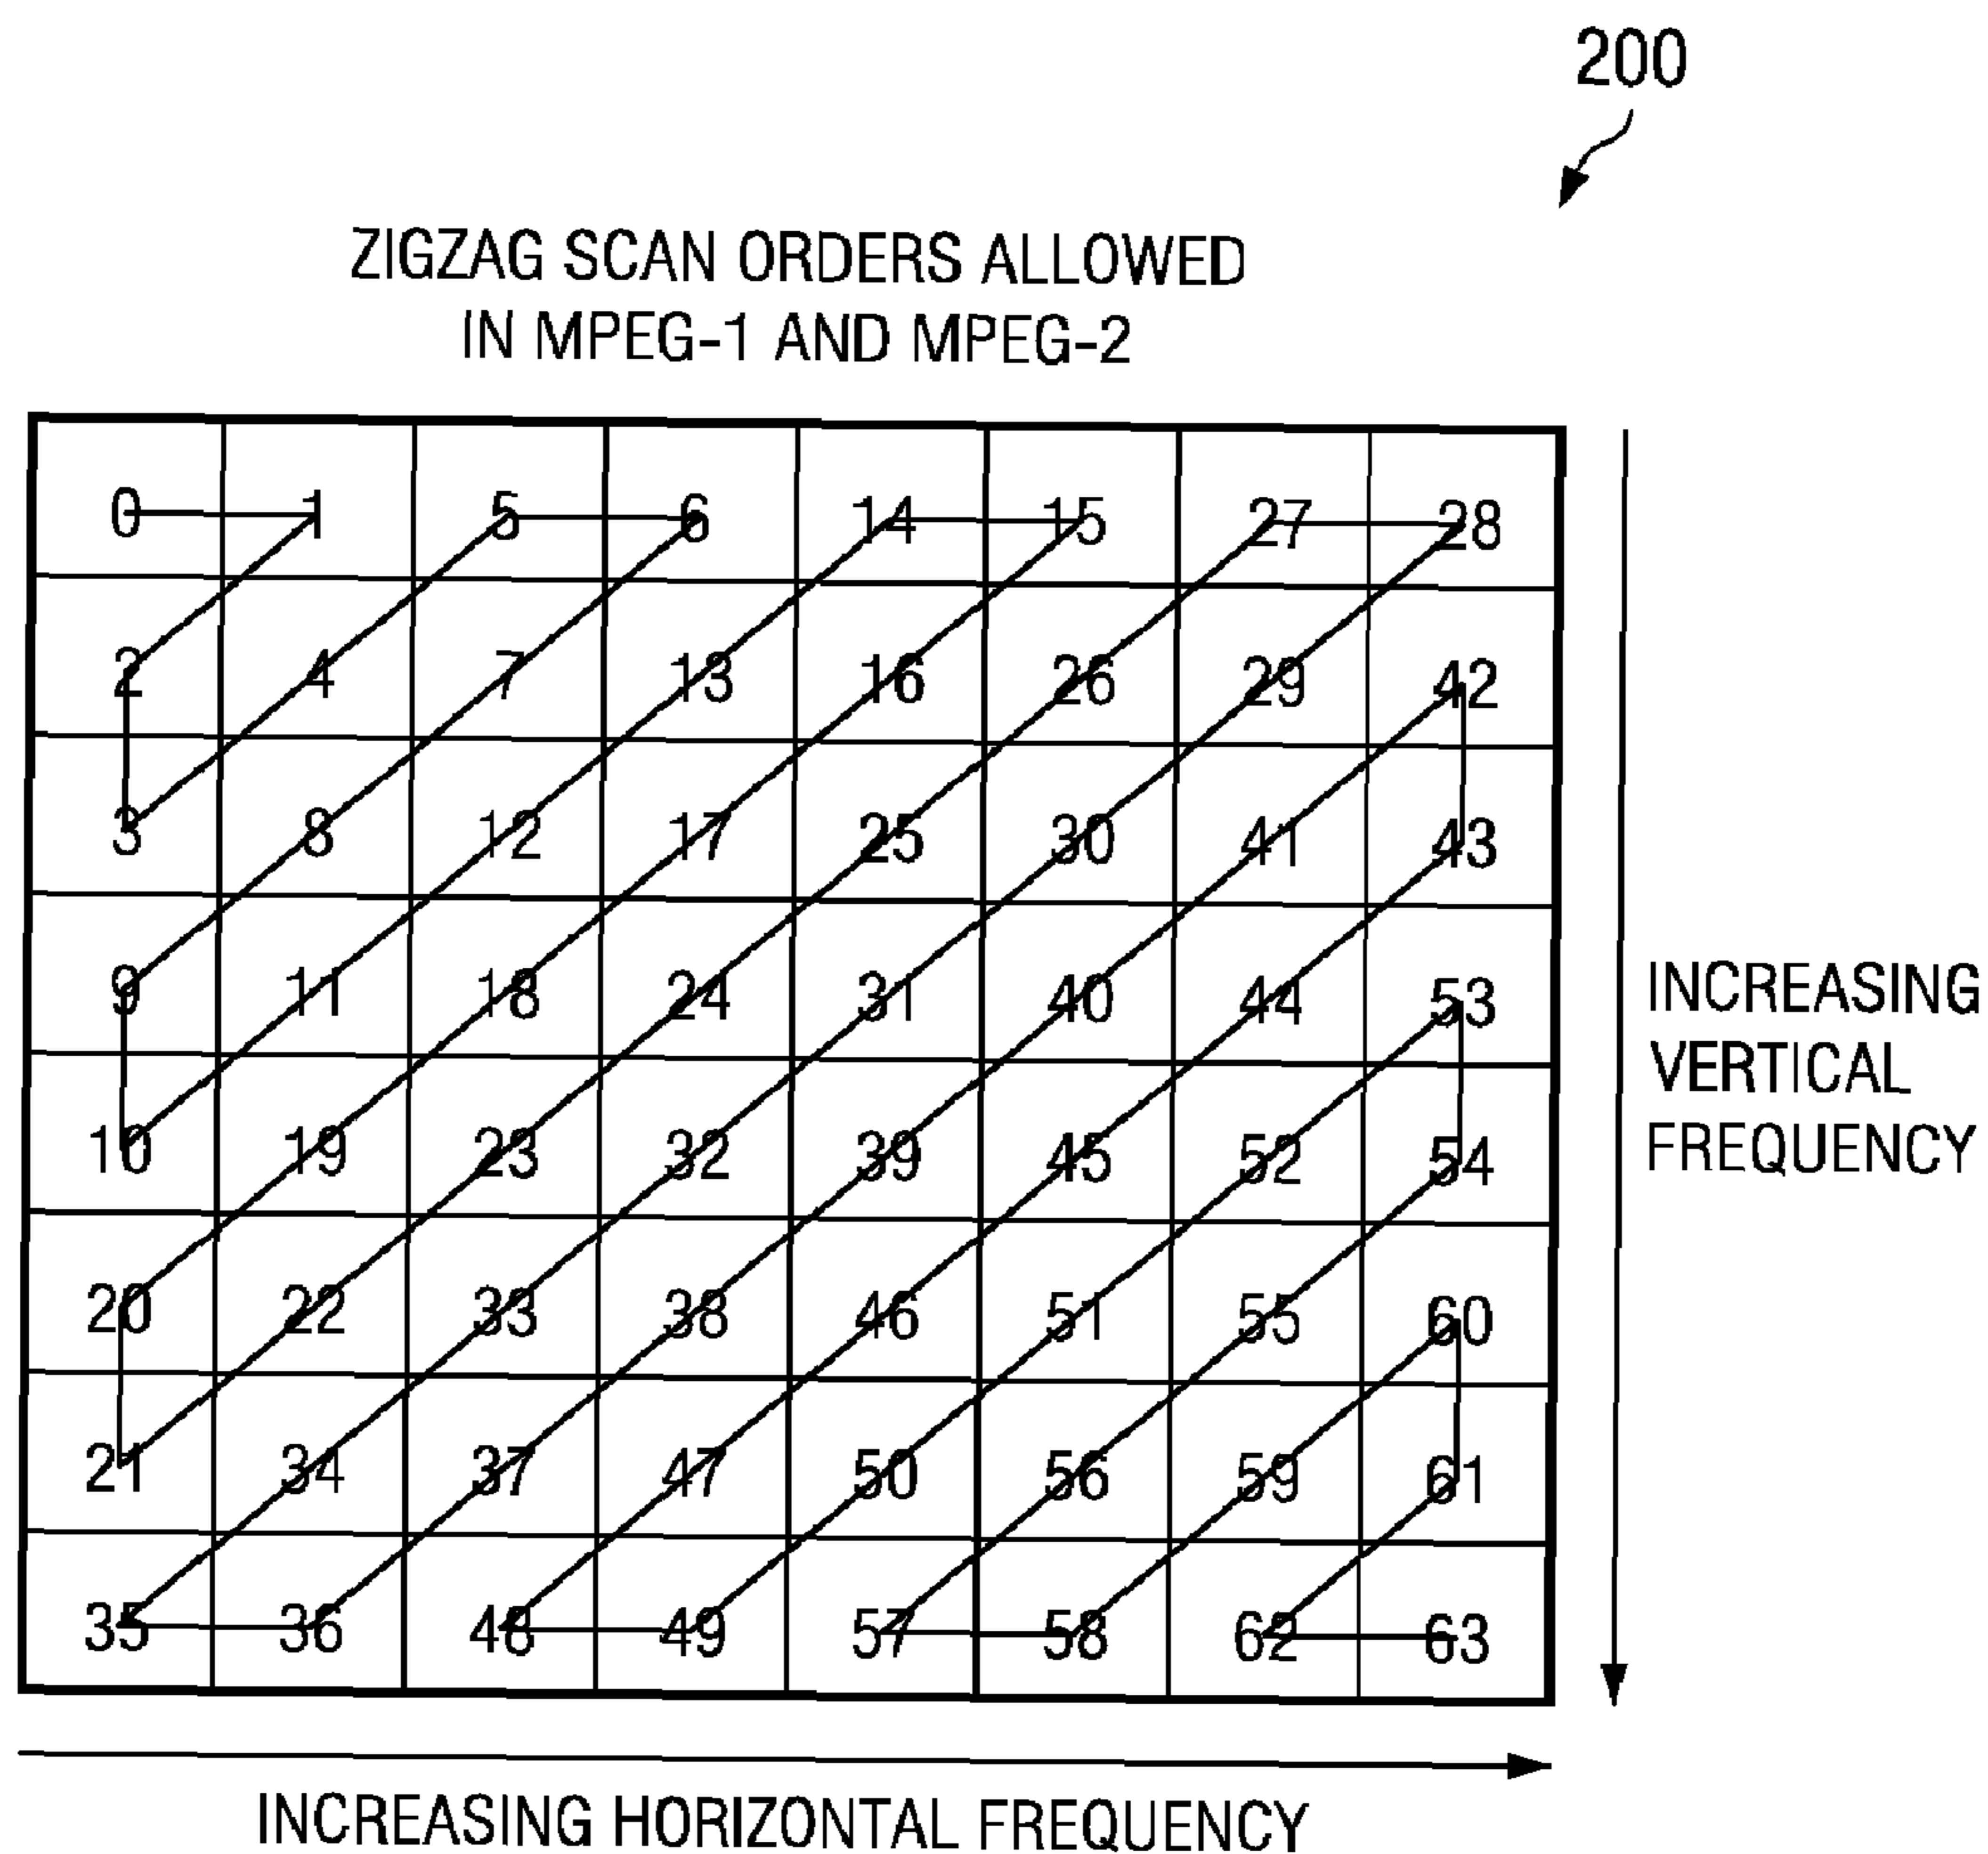 200
ZIGZAG SCAN ORDERS ALLOWED
IN MPEG-1 AND MPEG-2
0 1 5 6 14 15 27 28
2 4 7 13 16 26 29 42
3 8 12 17 25 30 41 43
9 11 18 24 31 40 44 53
10 19 23 32 39 45 52 54
20 22 33 38 46 51 55 60
21 34 37 47 50 56 59 61
35 36 48 49 57 58 62 63
INCREASING
VERTICAL
FREQUENCY
INCREASING HORIZONTAL FREQUENCY